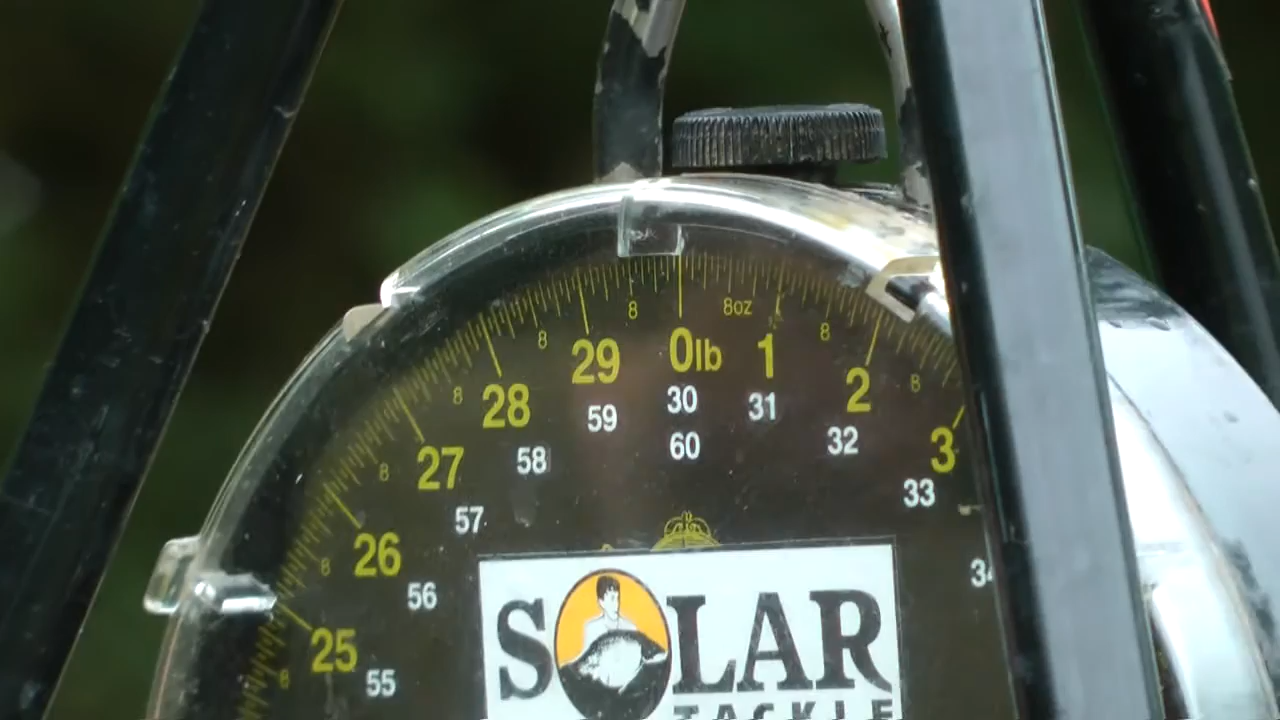 8 8oz
8 8
29 0lb 1
8 8
28 2
59 30 31
27 60 32 3
8 58 33
57
26
8 56 34
25 SOLAR
8 55 TACKLE